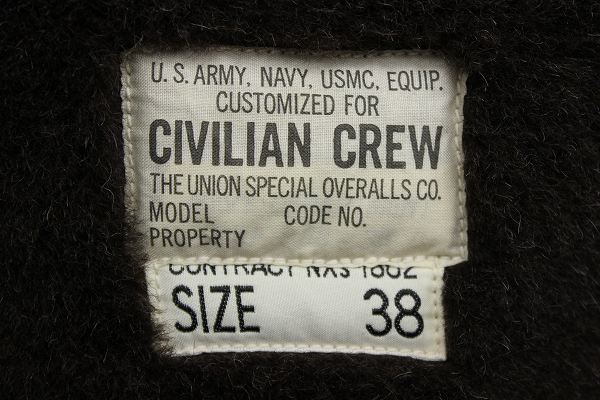 U.S. ARMY, NAVY, USMC, EQUIP.
CUSTOMIZED FOR
CIVILIAN CREW
THE UNION SPECIAL OVERALLS CO.
MODEL CODE NO.
PROPERTY
CONTRACT NXS 1802
SIZE 38